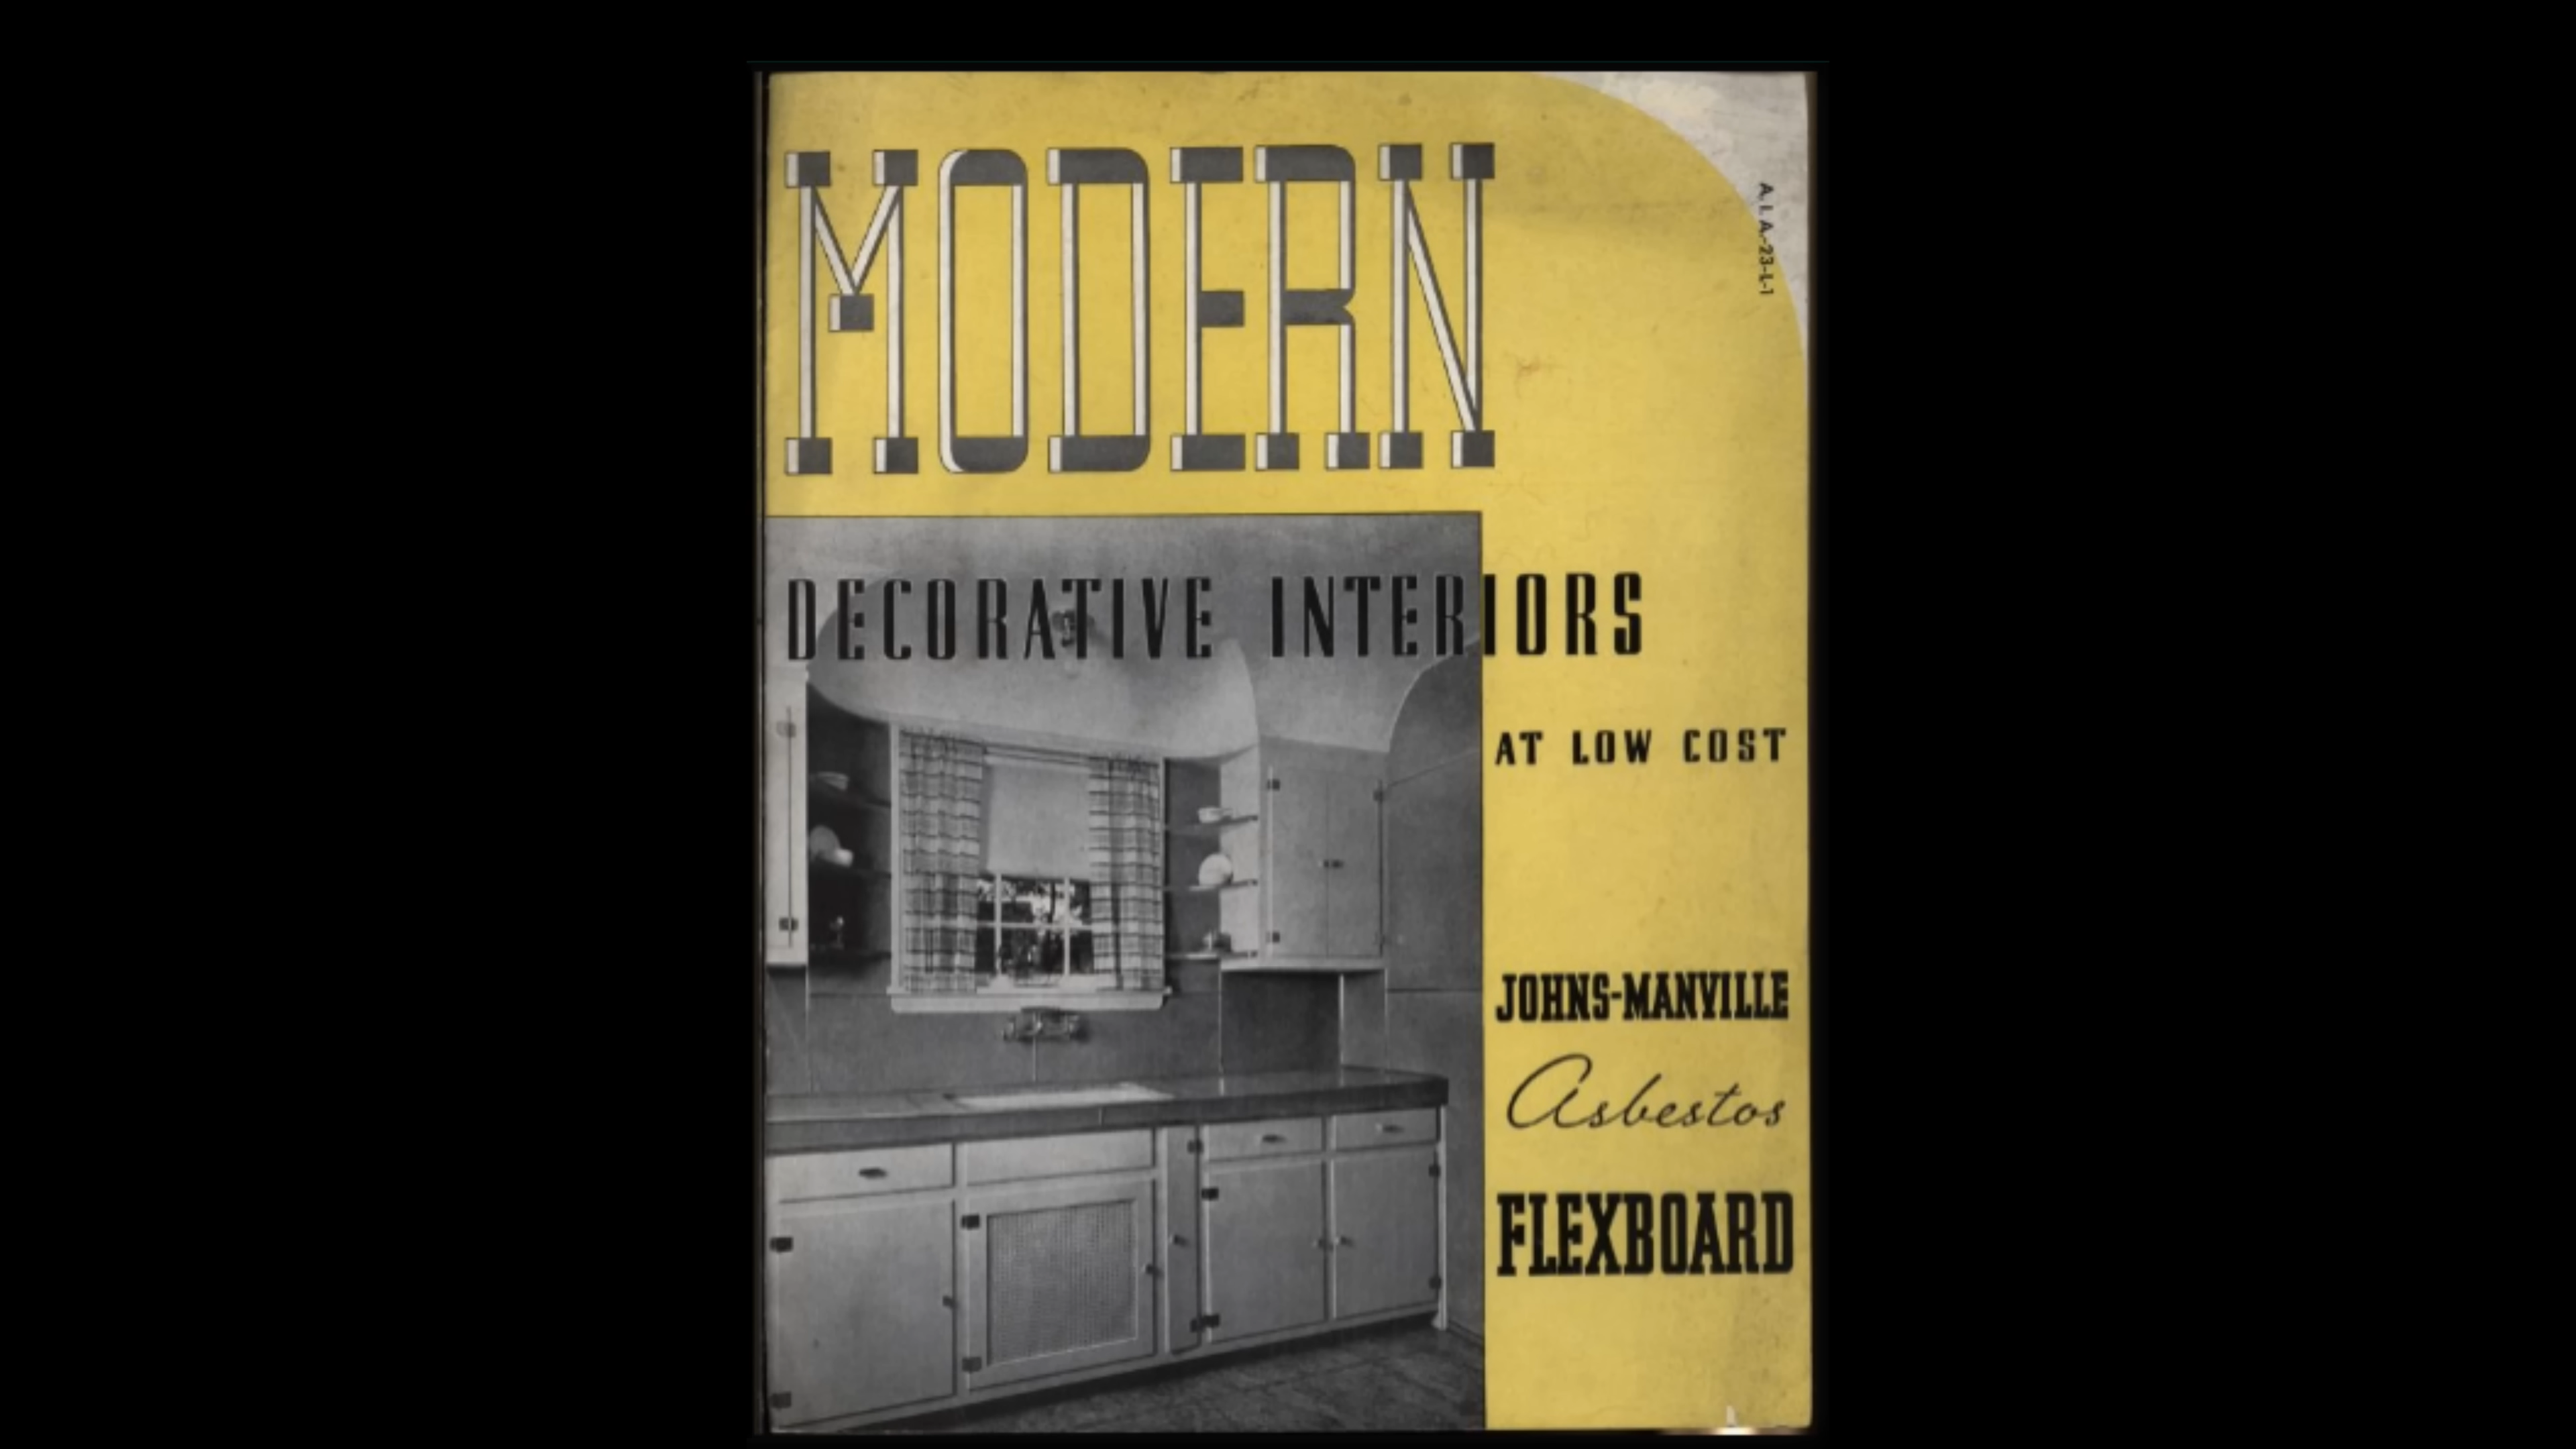 MODERN
A.I.A.-23-L-1
DECORATIVE INTERIORS
AT LOW COST
JOHNS-MANVILLE
Asbestos
FLEXBOARD